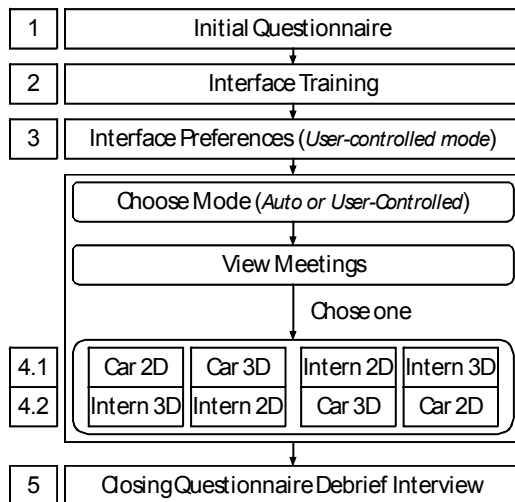 1 Initial Questionnaire
2 Interface Training
3 Interface Preferences (User-controlled mode)
Choose Mode (Auto or User-Controlled)
View Meetings
Chose one
4.1 Car 2D Car 3D Intern 2D Intern 3D
4.2 Intern 3D Intern 2D Car 3D Car 2D
5 Closing Questionnaire Debrief Interview